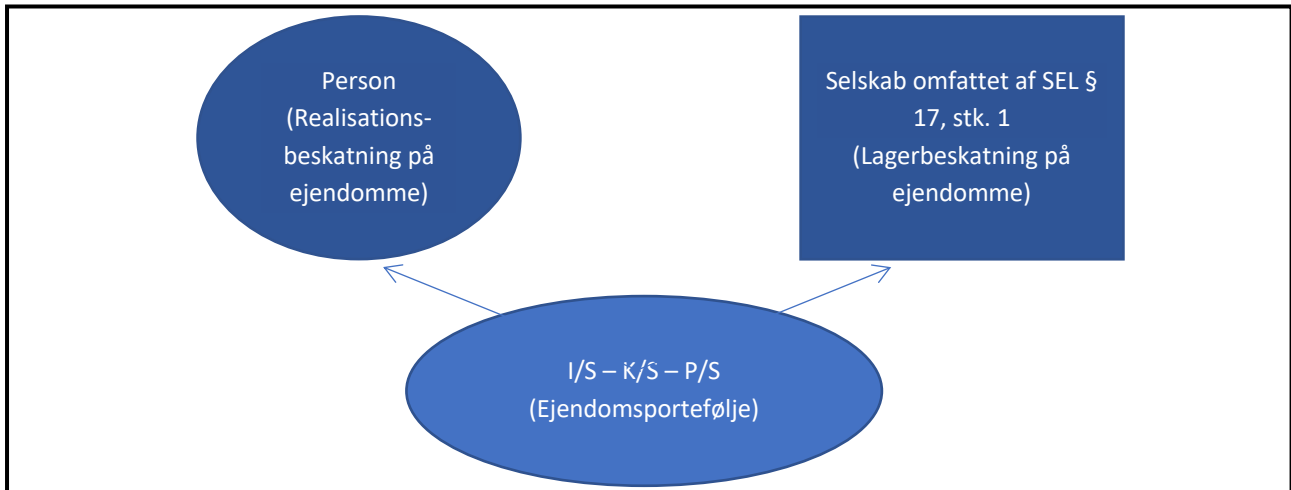 Person
(Realisations-
beskatning på
ejendomme)
Selskab omfattet af SEL §
17, stk. 1
(Lagerbeskatning på
ejendomme)
I/S – K/S – P/S
(Ejendomsportefølje)